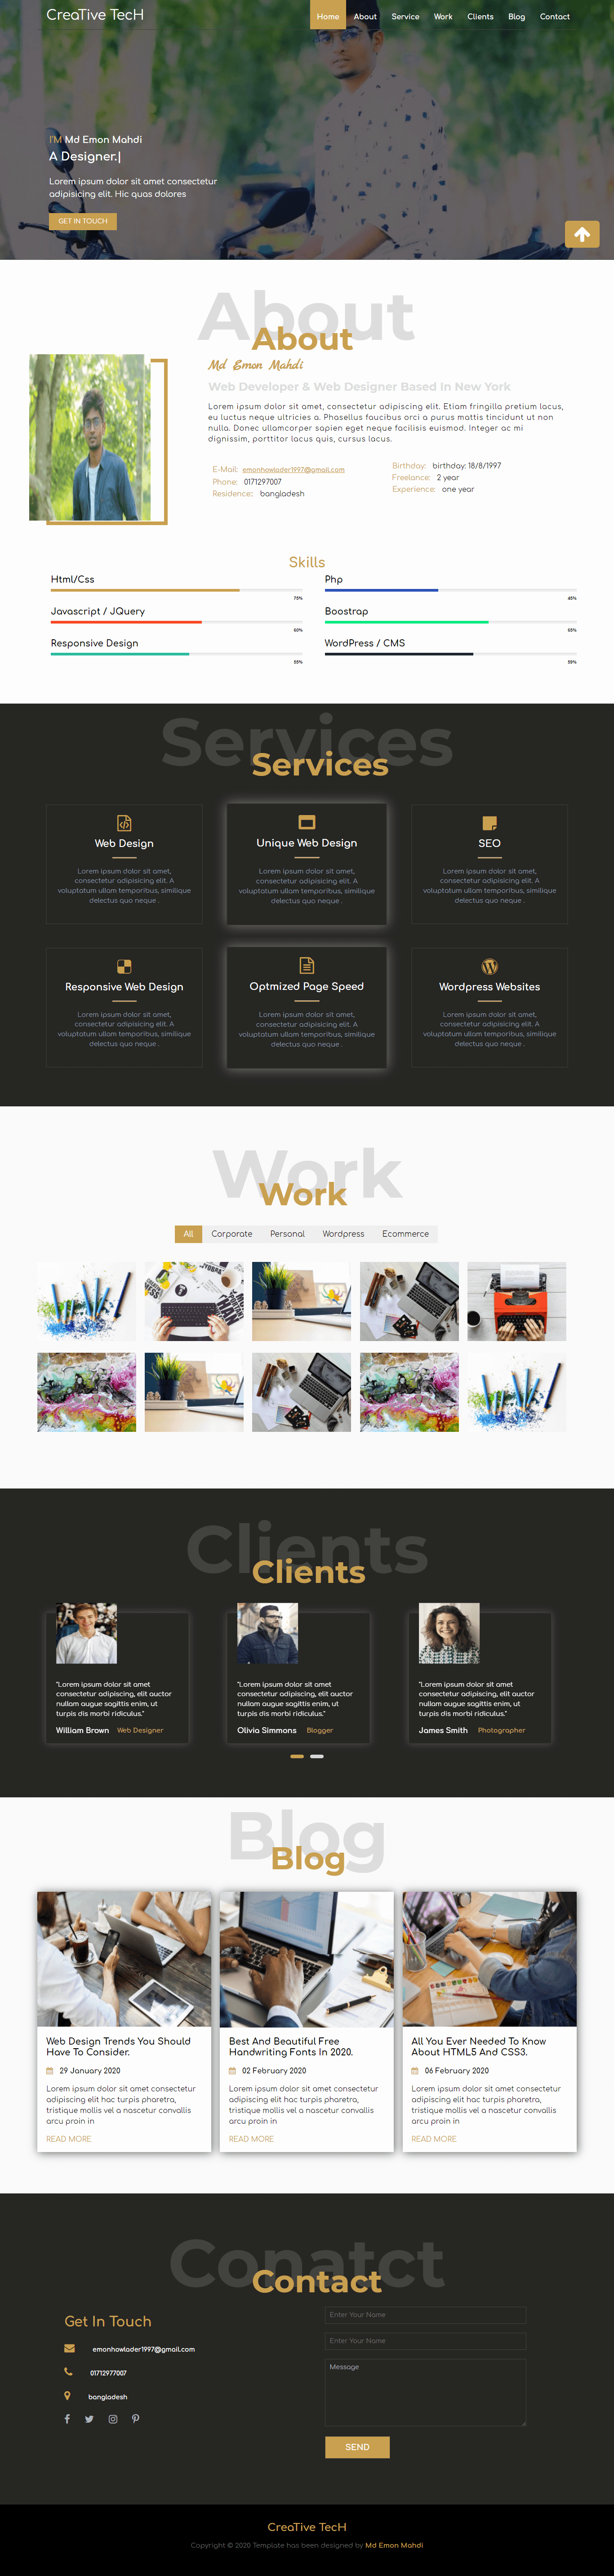 CreaTive TecH
Home About Service Work Clients Blog Contact
I'M Md Emon Mahdi
A Designer.|
Lorem ipsum dolor sit amet consectetur
adipisicing elit. Hic quas dolores
GET IN TOUCH
About
About
Md Emon Mahdi
Web Developer & Web Designer Based In New York
Lorem ipsum dolor sit amet, consectetur adipiscing elit. Etiam fringilla pretium lacus,
eu luctus neque ultricies a. Phasellus faucibus orci a purus mattis tincidunt ut non
nulla. Donec ullamcorper sapien eget neque facilisis euismod. Integer ac mi
dignissim, porttitor lacus quis, cursus lacus.
E-Mail: emonhowlader1997@gmail.com
Phone: 0171297007
Residence:: bangladesh
Birthday: birthday: 18/8/1997
Freelance: 2 year
Experience: one year
Skills
Html/Css
75%
Php
45%
Javascript / JQuery
60%
Boostrap
65%
Responsive Design
55%
WordPress / CMS
59%
Services
Services
Web Design
Lorem ipsum dolor sit amet,
consectetur adipisicing elit. A
voluptatum ullam temporibus, similique
delectus quo neque .
Unique Web Design
Lorem ipsum dolor sit amet,
consectetur adipisicing elit. A
voluptatum ullam temporibus, similique
delectus quo neque .
SEO
Lorem ipsum dolor sit amet,
consectetur adipisicing elit. A
voluptatum ullam temporibus, similique
delectus quo neque .
Responsive Web Design
Lorem ipsum dolor sit amet,
consectetur adipisicing elit. A
voluptatum ullam temporibus, similique
delectus quo neque .
Optmized Page Speed
Lorem ipsum dolor sit amet,
consectetur adipisicing elit. A
voluptatum ullam temporibus, similique
delectus quo neque .
Wordpress Websites
Lorem ipsum dolor sit amet,
consectetur adipisicing elit. A
voluptatum ullam temporibus, similique
delectus quo neque .
Work
Work
All Corporate Personal Wordpress Ecommerce
Clients
Clients
"Lorem ipsum dolor sit amet
consectetur adipiscing, elit auctor
nullam augue sagittis enim, ut
turpis dis morbi ridiculus."
William Brown Web Designer
"Lorem ipsum dolor sit amet
consectetur adipiscing, elit auctor
nullam augue sagittis enim, ut
turpis dis morbi ridiculus."
Olivia Simmons Blogger
"Lorem ipsum dolor sit amet
consectetur adipiscing, elit auctor
nullam augue sagittis enim, ut
turpis dis morbi ridiculus."
James Smith Photographer
Blog
Blog
Web Design Trends You Should
Have To Consider.
29 January 2020
Lorem ipsum dolor sit amet consectetur
adipiscing elit hac turpis pharetra,
tristique mollis vel a nascetur convallis
arcu proin in
READ MORE
Best And Beautiful Free
Handwriting Fonts In 2020.
02 February 2020
Lorem ipsum dolor sit amet consectetur
adipiscing elit hac turpis pharetra,
tristique mollis vel a nascetur convallis
arcu proin in
READ MORE
All You Ever Needed To Know
About HTML5 And CSS3.
06 February 2020
Lorem ipsum dolor sit amet consectetur
adipiscing elit hac turpis pharetra,
tristique mollis vel a nascetur convallis
arcu proin in
READ MORE
Conatct
Contact
Get In Touch
emonhowlader1997@gmail.com
01712977007
bangladesh
Enter Your Name
Enter Your Name
Message
SEND
CreaTive TecH
Copyright © 2020 Template has been designed by Md Emon Mahdi